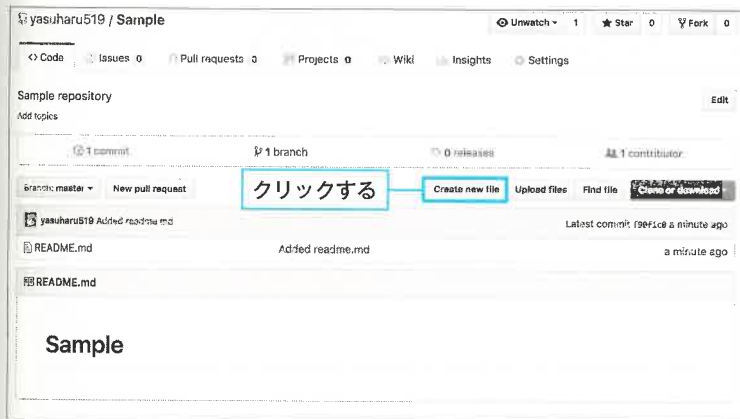 yasuharu519 / Sample
Unwatch 1 Star 0 Fork 0
Code Issues 0 Pull requests 0 Projects 0 Wiki Insights Settings
Sample repository Edit
Add topics
1 commit 1 branch 0 releases 1 contributor
Branch: master New pull request クリックする Create new file Upload files Find file Clone or download
yasuharu519 Added readme.md Latest commit a minute ago
README.md Added readme.md a minute ago
README.md
Sample